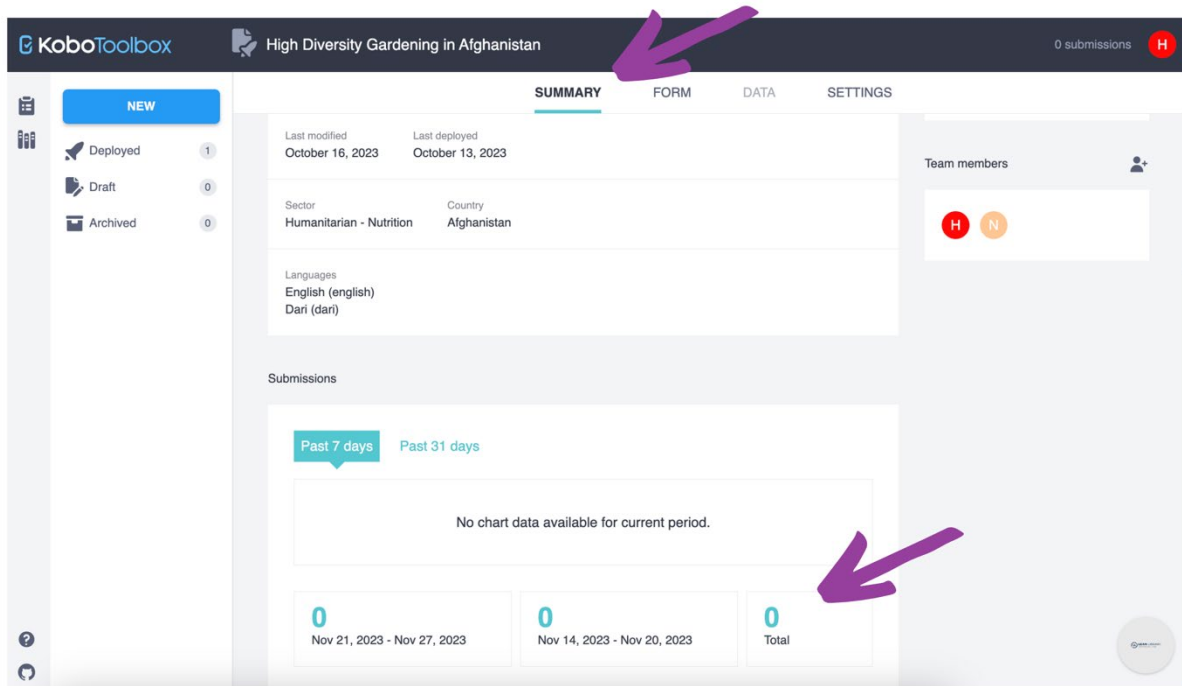 KoboToolbox
High Diversity Gardening in Afghanistan
0 submissions
H
NEW
SUMMARY
FORM
DATA
SETTINGS
Deployed
1
Draft
0
Archived
0
Last modified
October 16, 2023
Last deployed
October 13, 2023
Sector
Humanitarian - Nutrition
Country
Afghanistan
Languages
English (english)
Dari (dari)
Team members
H
N
Submissions
Past 7 days
Past 31 days
No chart data available for current period.
0
Nov 21, 2023 - Nov 27, 2023
0
Nov 14, 2023 - Nov 20, 2023
0
Total
?